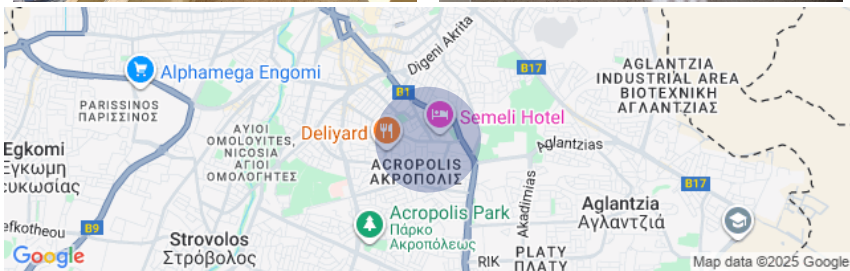 Digeni Akrita
B1
B17
AGLANTZIA
INDUSTRIAL AREA
ΒΙΟΤΕΧΝΙΚΗ
ΑΓΛΑΝΤΖΙΑΣ
Alphamega Engomi
PARISSINOS
ΠΑΡΙΣΣΙΝΟΣ
Semeli Hotel
Deliyard
ΑΥΙΟΙ
OMOLOYITES,
NICOSIA
ΑΓΙΟΙ
ΟΜΟΛΟΓΗΤΕΣ
Aglantzias
ACROPOLIS
ΑΚΡΟΠΟΛΙΣ
Egkomi
Έγκωμη
ευκωσίας
B17
Akadimias
Aglantzia
Αγλαντζιά
Acropolis Park
Πάρκο
Ακροπόλεως
efkotheou
B9
Strovolos
Στρόβολος
RIK
PLATY
ΠΛΑΤΥ
Google
Map data ©2025 Google